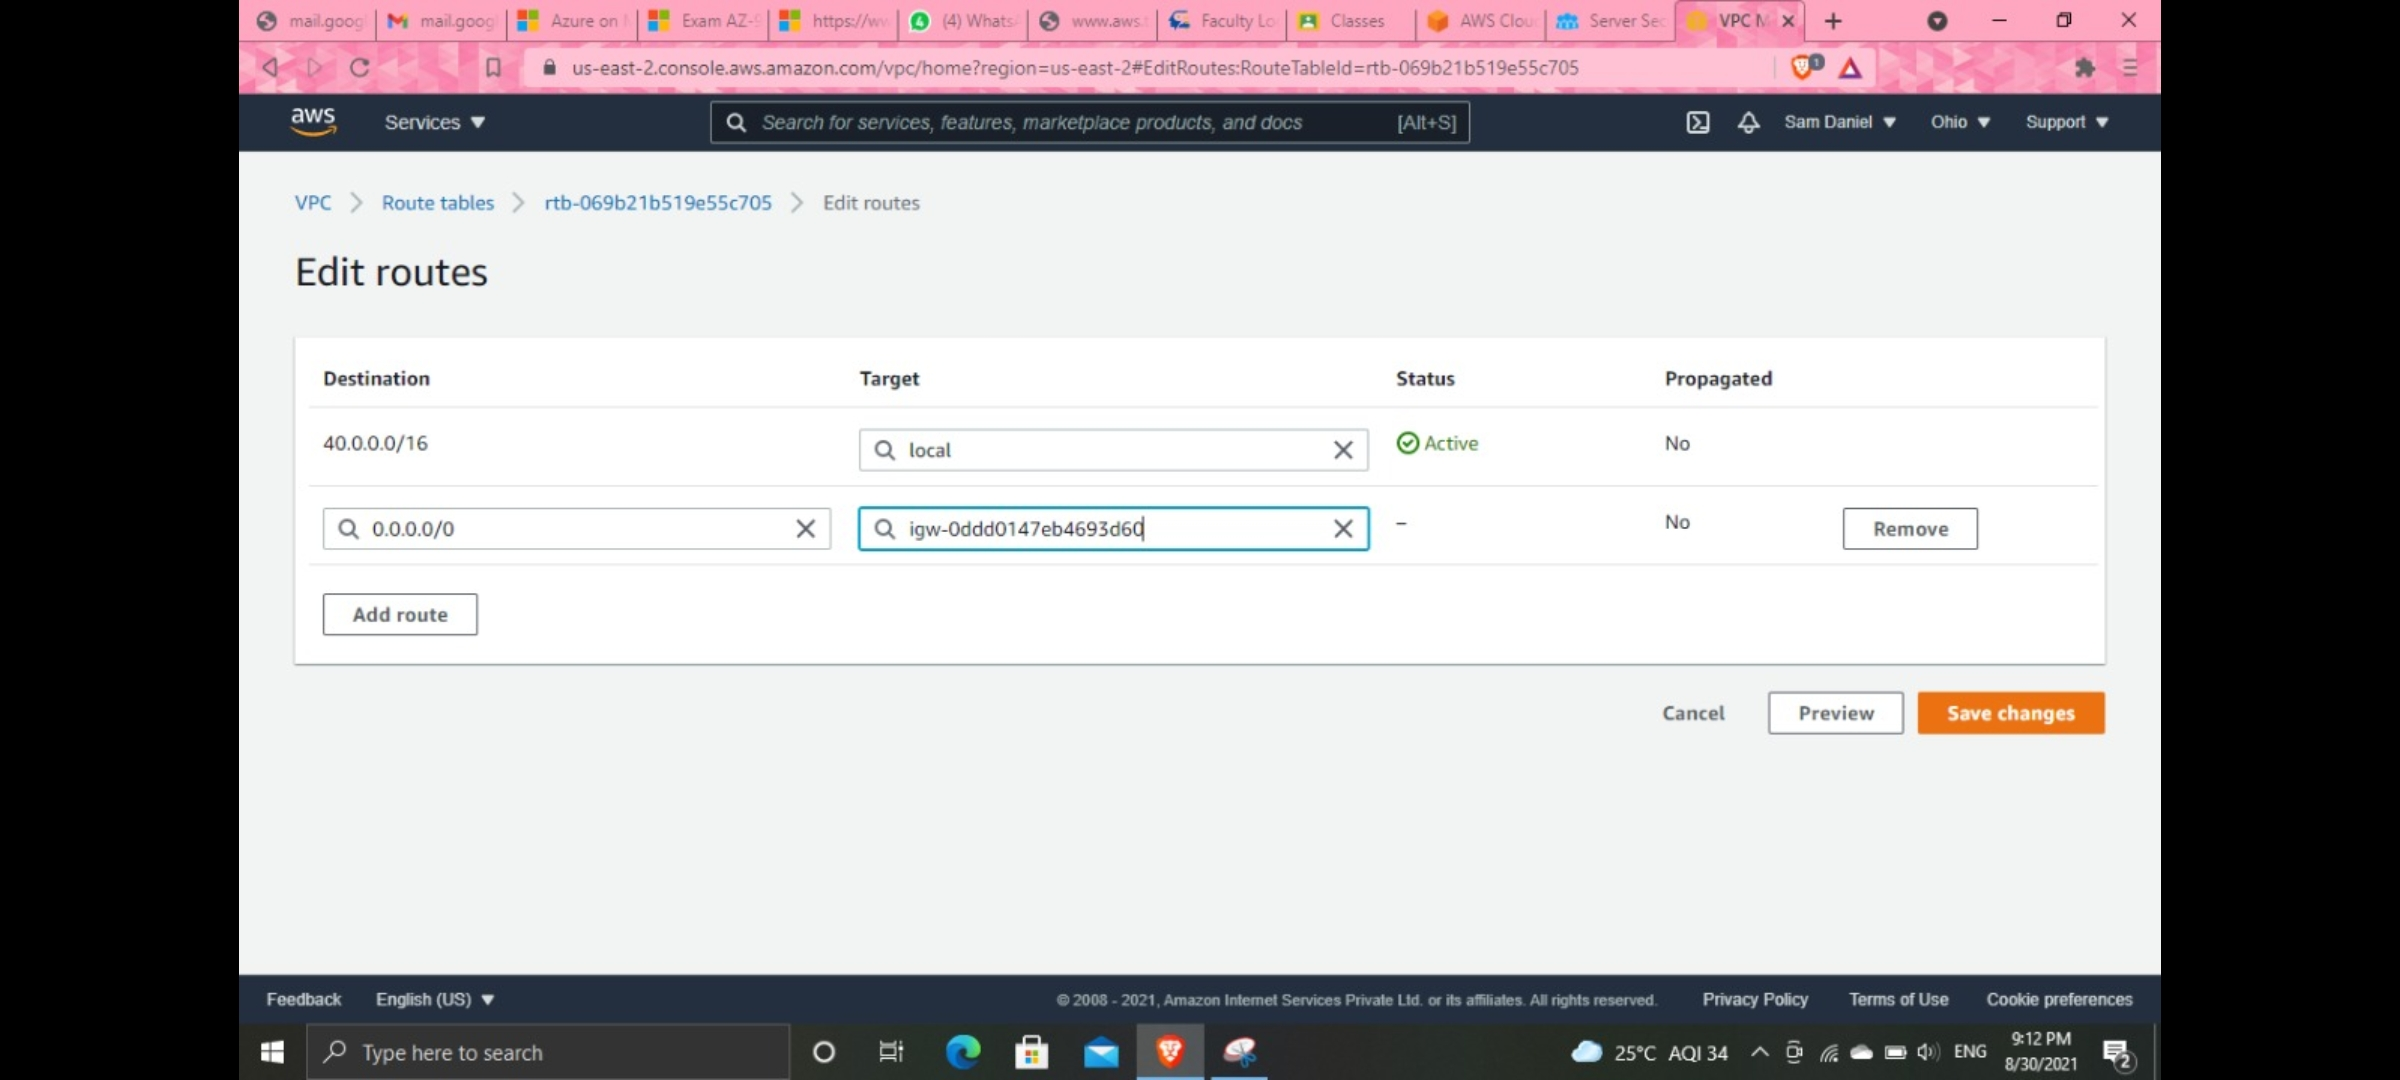 mail.goog
mail.goog
Azure on
Exam AZ-9
https://ww
(4) Whats
www.aws.
Faculty Lo
Classes
AWS Clou
Server Sec
VPC M
us-east-2.console.aws.amazon.com/vpc/home?region=us-east-2#EditRoutes:RouteTableId=rtb-069b21b519e55c705
1
aws
Services
Search for services, features, marketplace products, and docs
[Alt+S]
Sam Daniel
Ohio
Support
VPC > Route tables > rtb-069b21b519e55c705 > Edit routes
Edit routes
Destination Target Status Propagated
40.0.0.0/16 local Active No
0.0.0.0/0 igw-0ddd0147eb4693d60 – No Remove
Add route
Cancel Preview Save changes
Feedback English (US) © 2008 - 2021, Amazon Internet Services Private Ltd. or its affiliates. All rights reserved. Privacy Policy Terms of Use Cookie preferences
Type here to search
25°C AQI 34
ENG
9:12 PM
8/30/2021
2